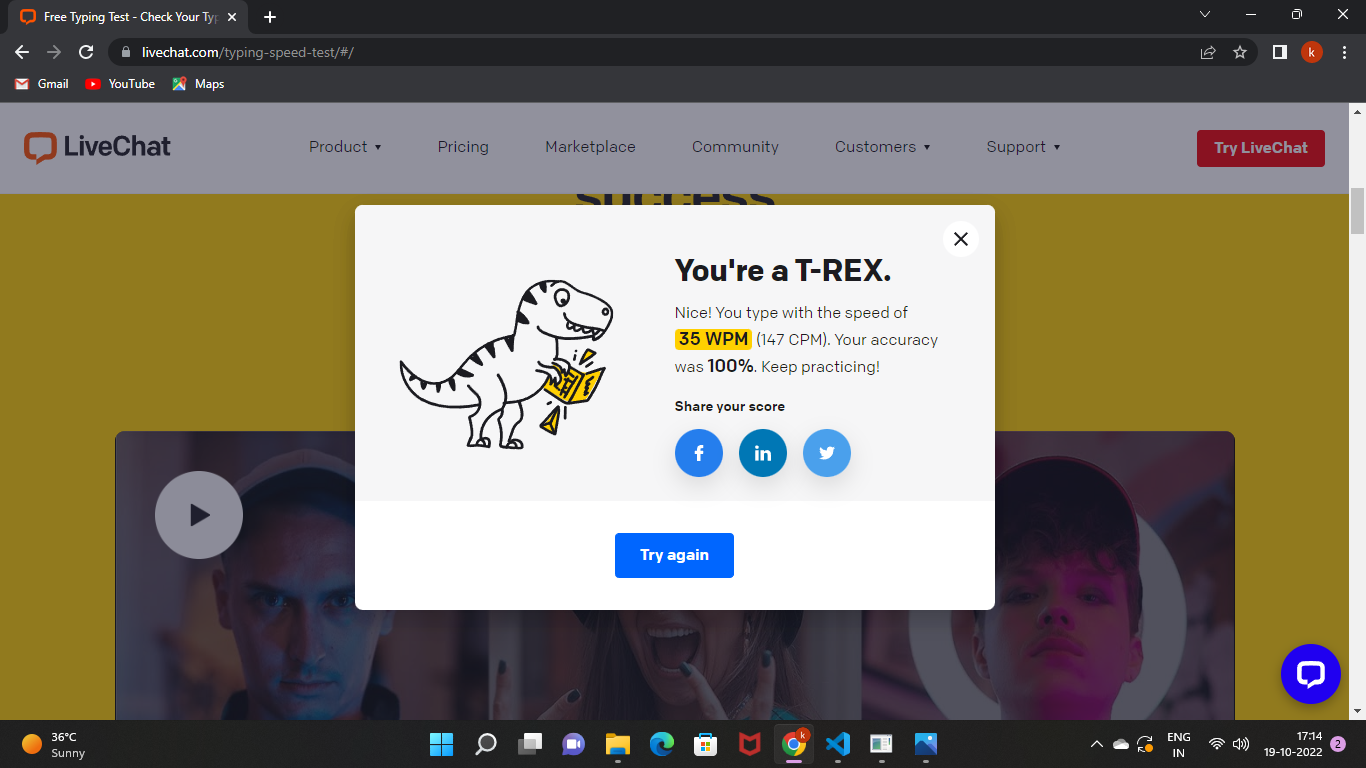 Free Typing Test - Check Your Typ
livechat.com/typing-speed-test/#/
k
Gmail
YouTube
Maps
LiveChat
Product
Pricing
Marketplace
Community
Customers
Support
Try LiveChat
success
You're a T-REX.
Nice! You type with the speed of
35 WPM (147 CPM). Your accuracy
was 100%. Keep practicing!
Share your score
f
in
Try again
36°C
Sunny
k
ENG
IN
17:14
19-10-2022
2